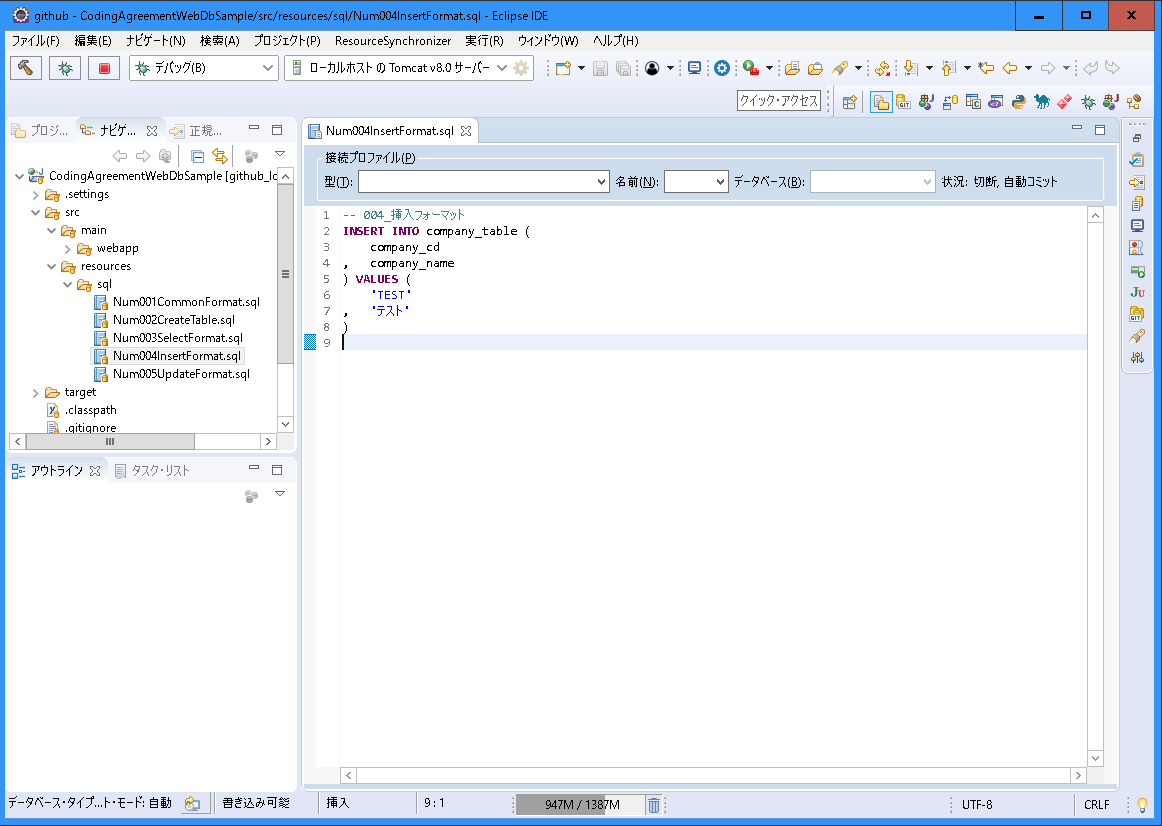 github - CodingAgreementWebDbSample/src/resources/sql/Num004InsertFormat.sql - Eclipse IDE
ファイル(F) 編集(E) ナビゲート(N) 検索(A) プロジェクト(P) ResourceSynchronizer 実行(R) ウィンドウ(W) ヘルプ(H)
デバッグ(B) ローカルホスト の Tomcat v8.0 サーバー
クイック・アクセス
プロジ... ナビゲ... 正規...
CodingAgreementWebDbSample [github_lo
.settings
src
main
webapp
resources
sql
Num001CommonFormat.sql
Num002CreateTable.sql
Num003SelectFormat.sql
Num004InsertFormat.sql
Num005UpdateFormat.sql
target
.classpath
.gitignore
アウトライン タスク・リスト
Num004InsertFormat.sql
接続プロファイル(P)
型(T): 名前(N): データベース(B): 状況: 切断, 自動コミット
1 -- 004_挿入フォーマット
2 INSERT INTO company_table (
3 company_cd
4 , company_name
5 ) VALUES (
6 'TEST'
7 , 'テスト'
8 )
9
データベース・タイプ...ト・モード: 自動 書き込み可能 挿入 9 : 1 947M / 1387M UTF-8 CRLF